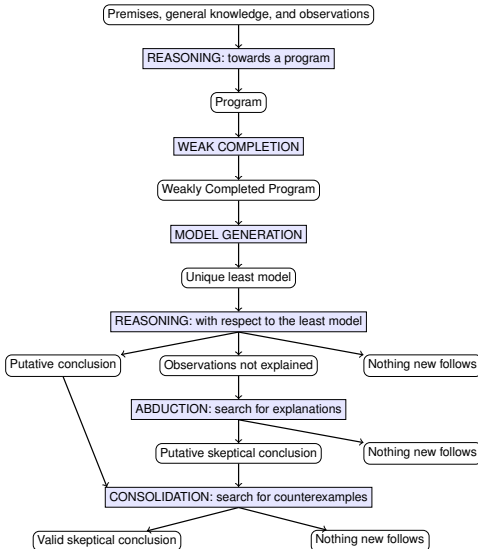 Premises, general knowledge, and observations
REASONING: towards a program
Program
WEAK COMPLETION
Weakly Completed Program
MODEL GENERATION
Unique least model
REASONING: with respect to the least model
Putative conclusion
Observations not explained
Nothing new follows
ABDUCTION: search for explanations
Putative skeptical conclusion
Nothing new follows
CONSOLIDATION: search for counterexamples
Valid skeptical conclusion
Nothing new follows